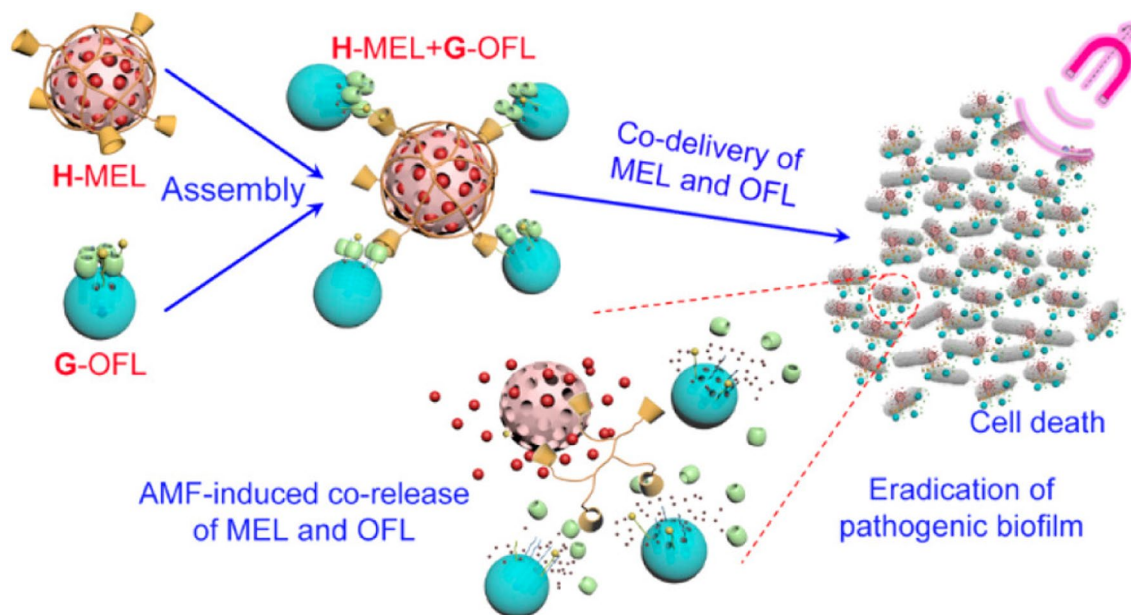 H-MEL+G-OFL
H-MEL
Assembly
Co-delivery of
MEL and OFL
G-OFL
Cell death
AMF-induced co-release
of MEL and OFL
Eradication of
pathogenic biofilm